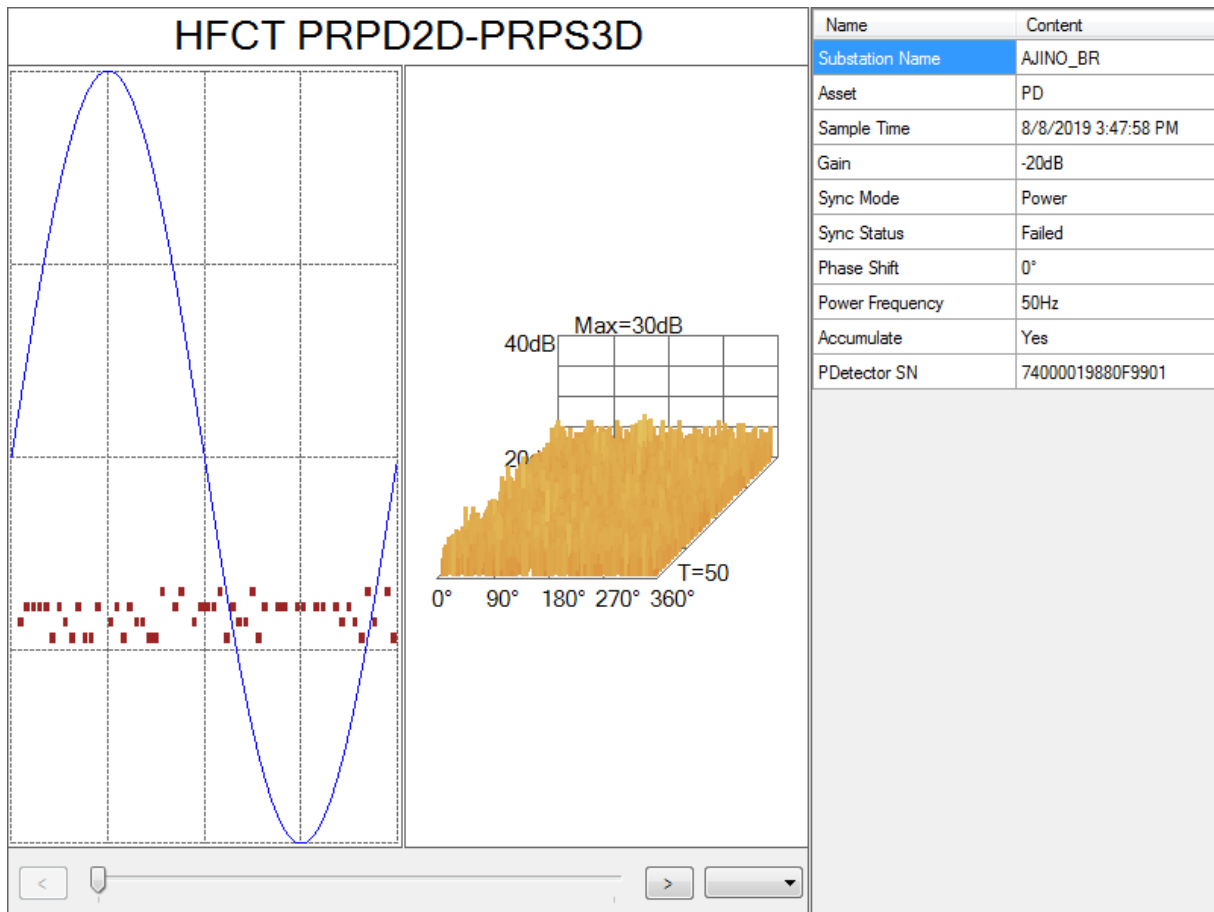 HFCT PRPD2D-PRPS3D
Max=30dB
40dB
T=50
0° 90° 180° 270° 360°
< >
Name Content
Substation Name AJINO_BR
Asset PD
Sample Time 8/8/2019 3:47:58 PM
Gain -20dB
Sync Mode Power
Sync Status Failed
Phase Shift 0°
Power Frequency 50Hz
Accumulate Yes
PDetector SN 74000019880F9901